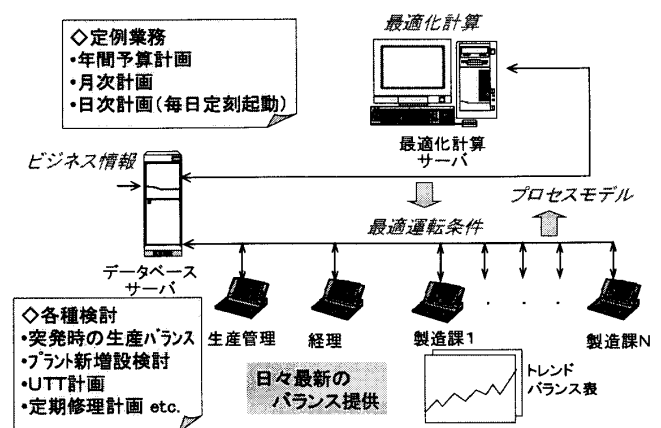 最適化計算
◇定例業務
・年間予算計画
・月次計画
・日次計画(毎日定刻起動)
最適化計算
サーバ
ビジネス情報
プロセスモデル
最適運転条件
データベース
サーバ
生産管理
経理
製造課1
・ ・ ・
製造課N
◇各種検討
・突発時の生産バランス
・プラント新増設検討
・UTT計画
・定期修理計画 etc.
日々最新の
バランス提供
トレンド
バランス表